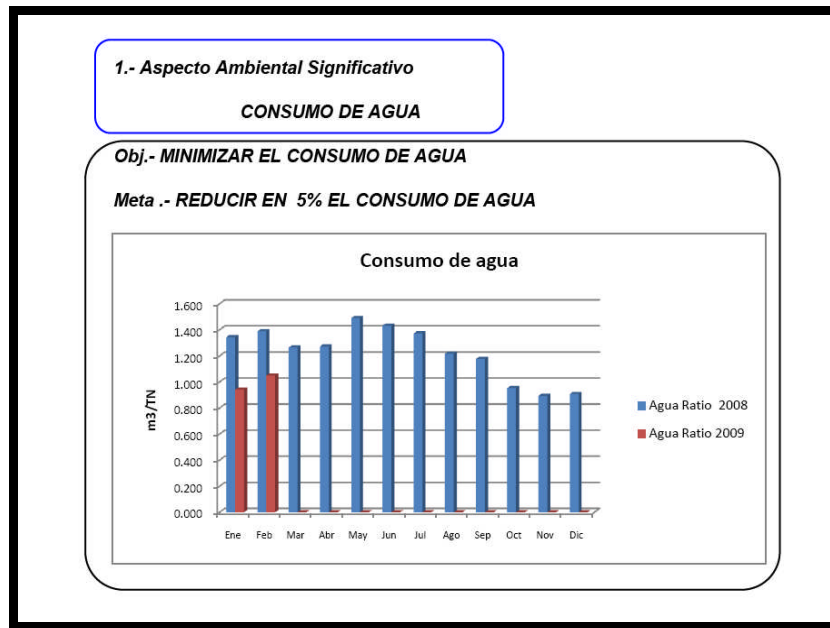 1.- Aspecto Ambiental Significativo
CONSUMO DE AGUA
Obj.- MINIMIZAR EL CONSUMO DE AGUA
Meta .- REDUCIR EN 5% EL CONSUMO DE AGUA
Consumo de agua
m3/TN
1.600
1.400
1.200
1.000
0.800
0.600
0.400
0.200
0.000
Ene Feb Mar Abr May Jun Jul Ago Sep Oct Nov Dic
Agua Ratio 2008
Agua Ratio 2009